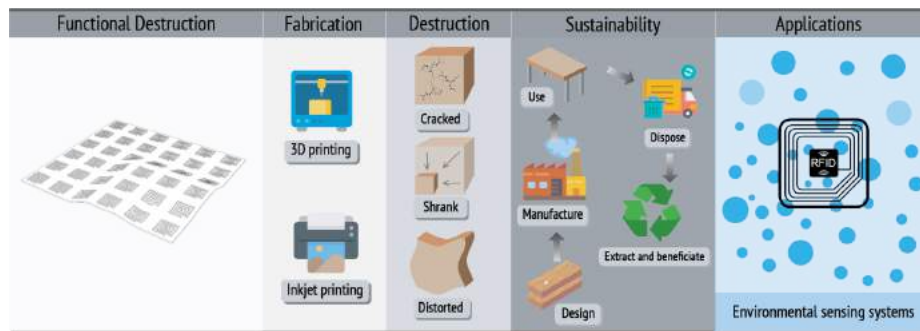 Functional Destruction
Fabrication
Destruction
Sustainability
Applications
3D printing
Inkjet printing
Cracked
Shrank
Distorted
Use
Dispose
Manufacture
Extract and beneficiate
Design
RFID
Environmental sensing systems